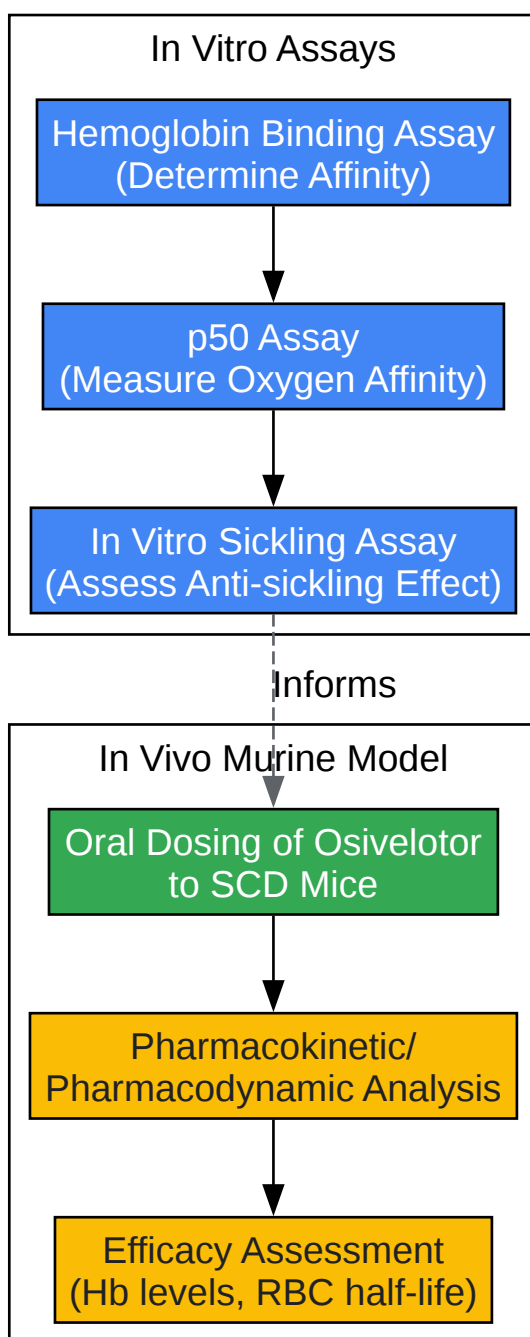 In Vitro Assays
Hemoglobin Binding Assay
(Determine Affinity)
p50 Assay
(Measure Oxygen Affinity)
In Vitro Sickling Assay
(Assess Anti-sickling Effect)
Informs
In Vivo Murine Model
Oral Dosing of Osivelotor
to SCD Mice
Pharmacokinetic/
Pharmacodynamic Analysis
Efficacy Assessment
(Hb levels, RBC half-life)